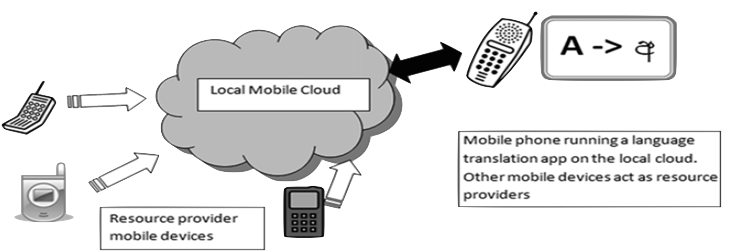 Local Mobile Cloud
A -> අ
Mobile phone running a language
translation app on the local cloud.
Other mobile devices act as resource
providers
Resource provider
mobile devices